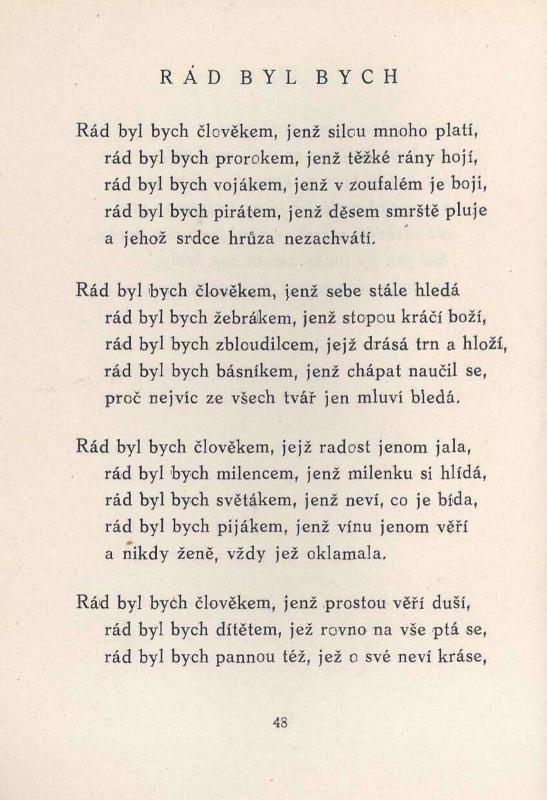 RÁD BYL BYCH
Rád byl bych člověkem, jenž silou mnoho platí,
rád byl bych prorokem, jenž těžké rány hojí,
rád byl bych vojákem, jenž v zoufalém je boji,
rád byl bych pirátem, jenž děsem smrště pluje
a jehož srdce hrůza nezachvátí.
Rád byl bych člověkem, jenž sebe stále hledá
rád byl bych žebrákem, jenž stopou kráčí boží,
rád byl bych zbloudilcem, jejž drásá trn a hloží,
rád byl bych básníkem, jenž chápat naučil se,
proč nejvíc ze všech tvář jen mluví bledá.
Rád byl bych člověkem, jejž radost jenom jala,
rád byl bych milencem, jenž milenku si hlídá,
rád byl bych světákem, jenž neví, co je bída,
rád byl bych pijákem, jenž vínu jenom věří
a nikdy ženě, vždy jež oklamala.
Rád byl bych člověkem, jenž prostou věří duší,
rád byl bych dítětem, jež rovno na vše ptá se,
rád byl bych pannou též, jež o své neví kráse,
48